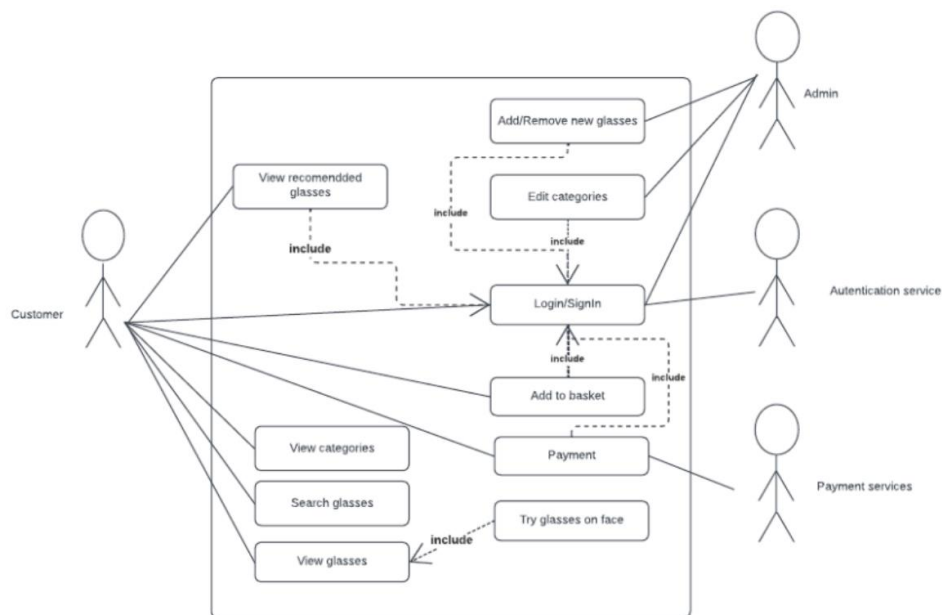 Admin
Add/Remove new glasses
View recomendded
glasses
Edit categories
include
include
include
Customer
Login/SignIn
Autentication service
include
include
Add to basket
View categories
Payment
Payment services
Search glasses
Try glasses on face
include
View glasses